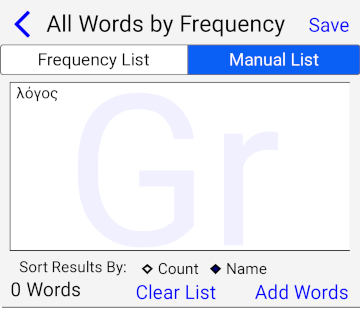 All Words by Frequency Save
Frequency List Manual List
λόγος
Gr
Sort Results By: Count Name
0 Words Clear List Add Words